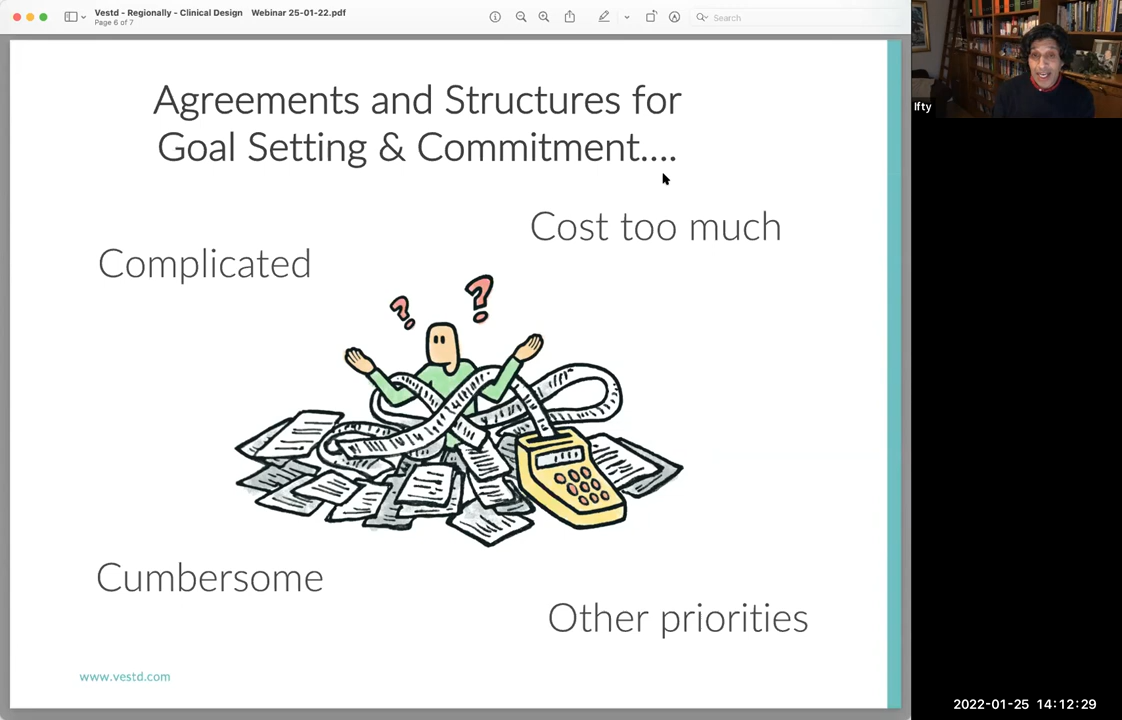 Vestd - Regionally - Clinical Design    Webinar 25-01-22.pdf
Page 6 of 7
Search
Agreements and Structures for
Goal Setting & Commitment....
Cost too much
Complicated
? ?
Cumbersome
Other priorities
www.vestd.com
Ifty
2022-01-25 14:12:29